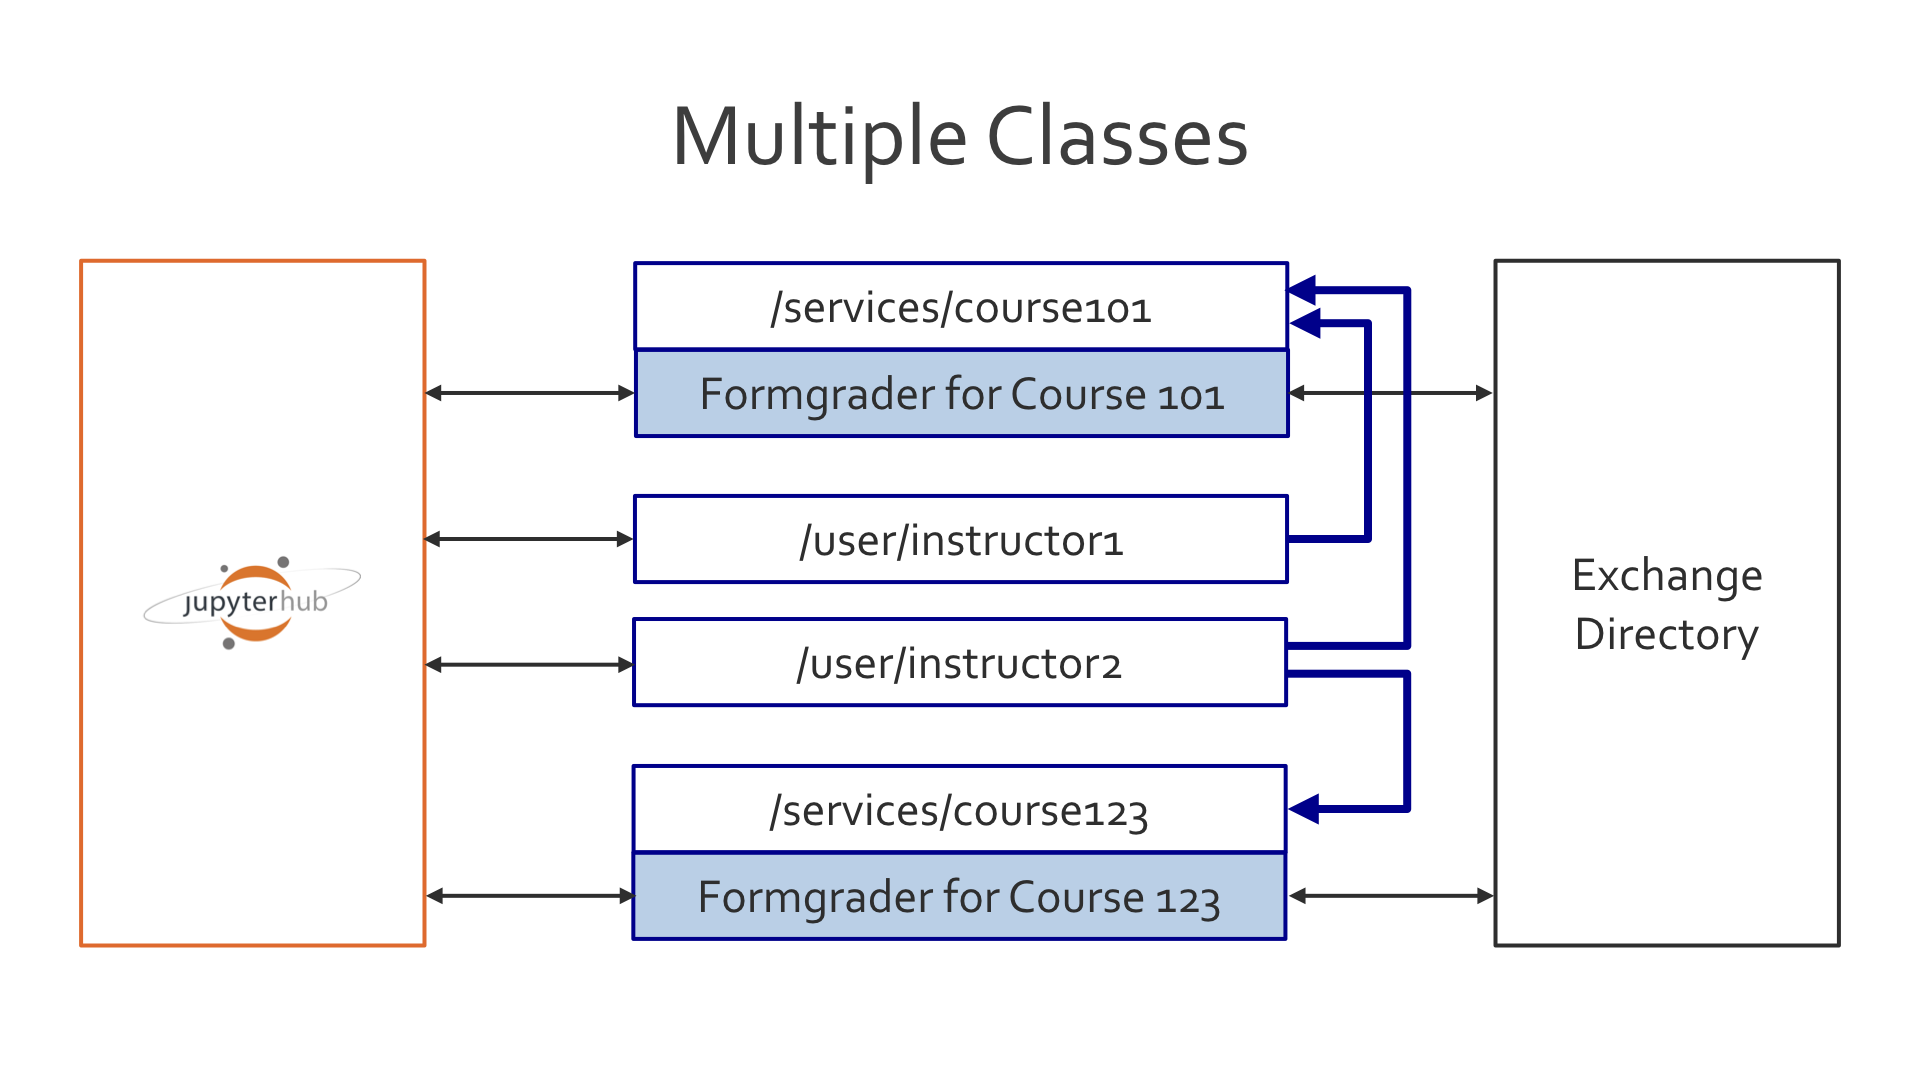 Multiple Classes
/services/course101
Formgrader for Course 101
/user/instructor1
jupyterhub
/user/instructor2
Exchange
Directory
/services/course123
Formgrader for Course 123